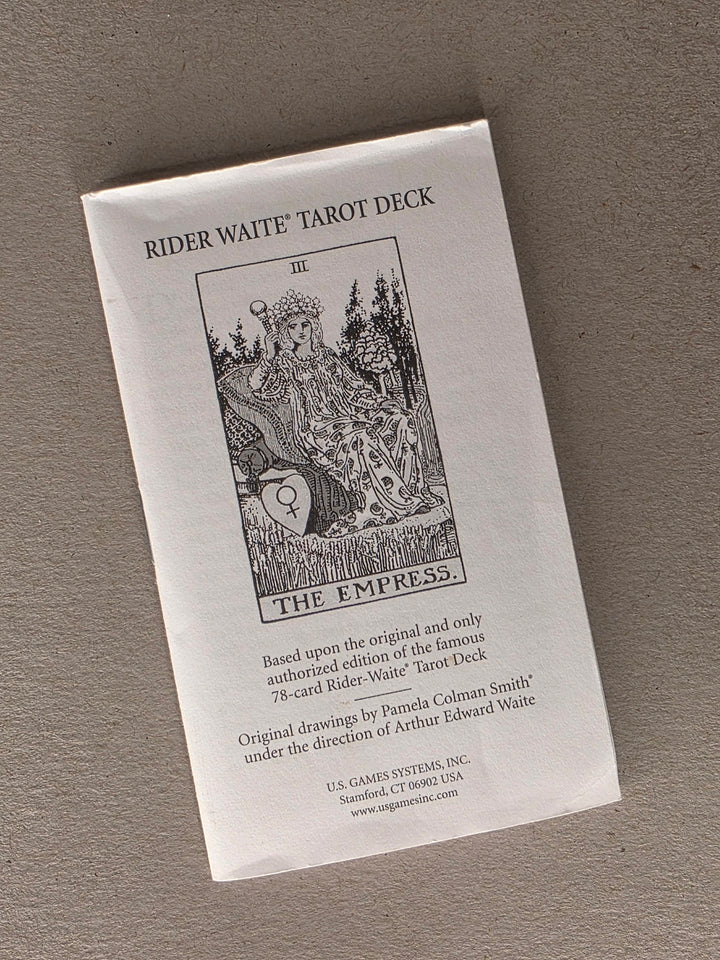 RIDER WAITE® TAROT DECK
III
THE EMPRESS.
Based upon the original and only
authorized edition of the famous
78-card Rider-Waite® Tarot Deck
Original drawings by Pamela Colman Smith®
under the direction of Arthur Edward Waite
U.S. GAMES SYSTEMS, INC.
Stamford, CT 06902 USA
www.usgamesinc.com